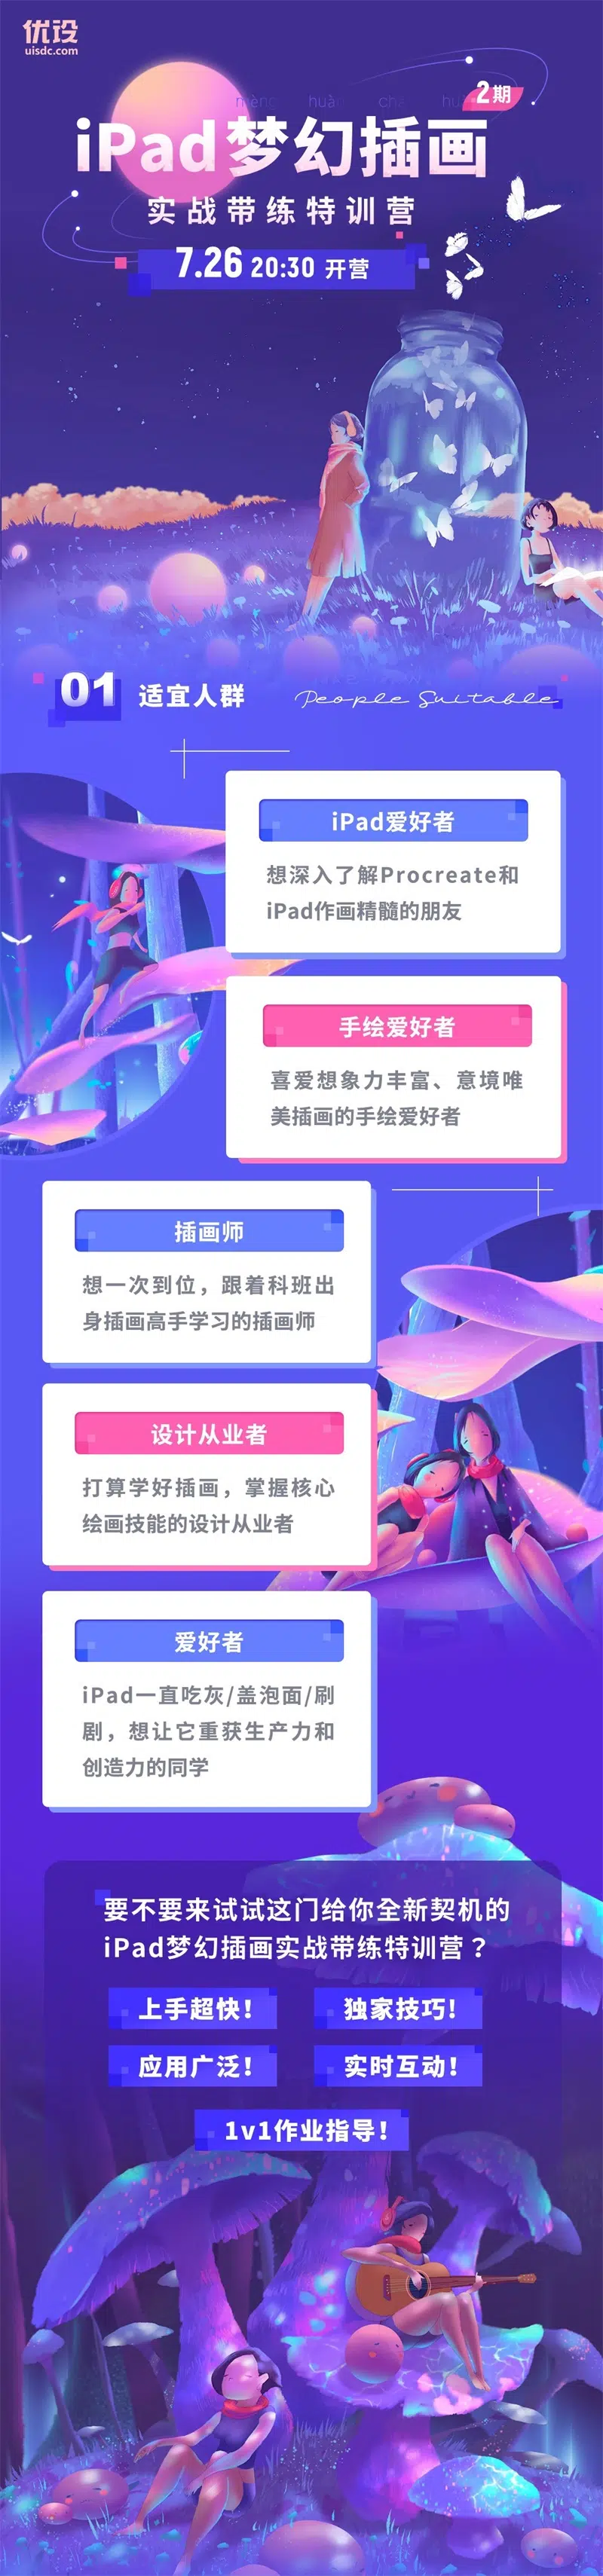 优设
uisdc.com
2期
iPad梦幻插画
实战带练特训营
7.26 20:30 开营
01 适宜人群 People Suitable
iPad爱好者
想深入了解Procreate和
iPad作画精髓的朋友
手绘爱好者
喜爱想象力丰富、意境唯
美插画的手绘爱好者
插画师
想一次到位，跟着科班出
身插画高手学习的插画师
设计从业者
打算学好插画，掌握核心
绘画技能的设计从业者
爱好者
iPad一直吃灰/盖泡面/刷
剧，想让它重获生产力和
创造力的同学
要不要来试试这门给你全新契机的
iPad梦幻插画实战带练特训营？
上手超快！ 独家技巧！
应用广泛！ 实时互动！
1v1作业指导！